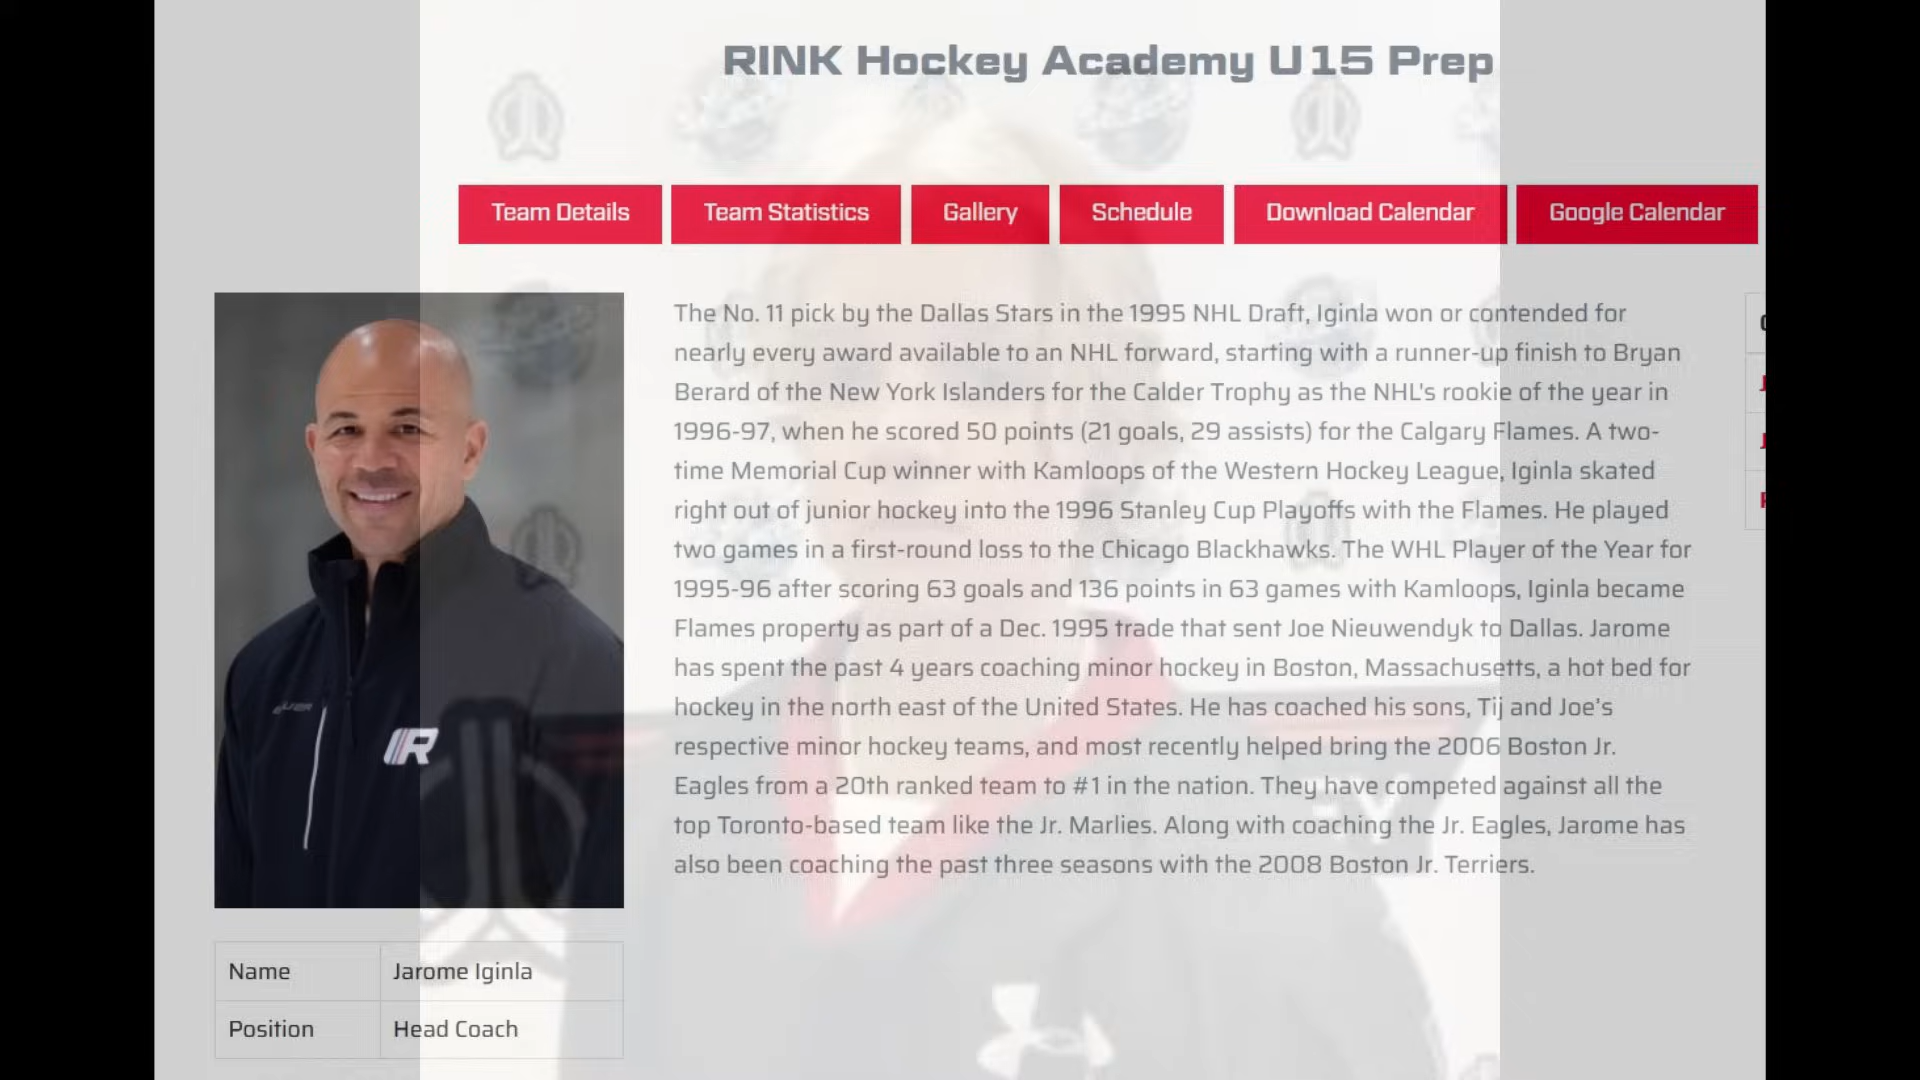 RINK Hockey Academy U15 Prep
Team Details
Team Statistics
Gallery
Schedule
Download Calendar
Google Calendar
The No. 11 pick by the Dallas Stars in the 1995 NHL Draft, Iginla won or contended for
nearly every award available to an NHL forward, starting with a runner-up finish to Bryan
Berard of the New York Islanders for the Calder Trophy as the NHL's rookie of the year in
1996-97, when he scored 50 points (21 goals, 29 assists) for the Calgary Flames. A two-
time Memorial Cup winner with Kamloops of the Western Hockey League, Iginla skated
right out of junior hockey into the 1996 Stanley Cup Playoffs with the Flames. He played
two games in a first-round loss to the Chicago Blackhawks. The WHL Player of the Year for
1995-96 after scoring 63 goals and 136 points in 63 games with Kamloops, Iginla became
Flames property as part of a Dec. 1995 trade that sent Joe Nieuwendyk to Dallas. Jarome
has spent the past 4 years coaching minor hockey in Boston, Massachusetts, a hot bed for
hockey in the north east of the United States. He has coached his sons, Tij and Joe's
respective minor hockey teams, and most recently helped bring the 2006 Boston Jr.
Eagles from a 20th ranked team to #1 in the nation. They have competed against all the
top Toronto-based team like the Jr. Marlies. Along with coaching the Jr. Eagles, Jarome has
also been coaching the past three seasons with the 2008 Boston Jr. Terriers.
R
Name Jarome Iginla
Position Head Coach